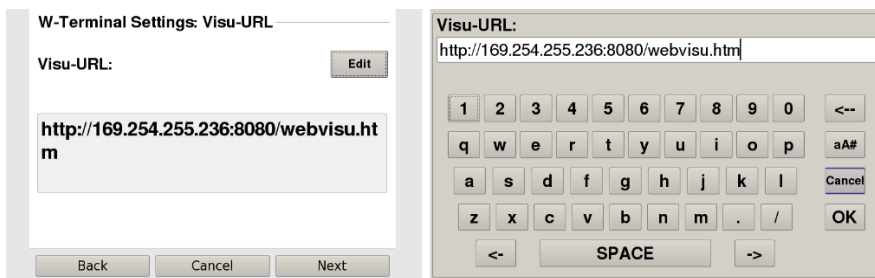 W-Terminal Settings: Visu-URL
Visu-URL:
Edit
http://169.254.255.236:8080/webvisu.ht
m
Back Cancel Next
Visu-URL:
http://169.254.255.236:8080/webvisu.htm
1 2 3 4 5 6 7 8 9 0 <--
q w e r t y u i o p aA#
a s d f g h j k l Cancel
z x c v b n m . / OK
<- SPACE ->